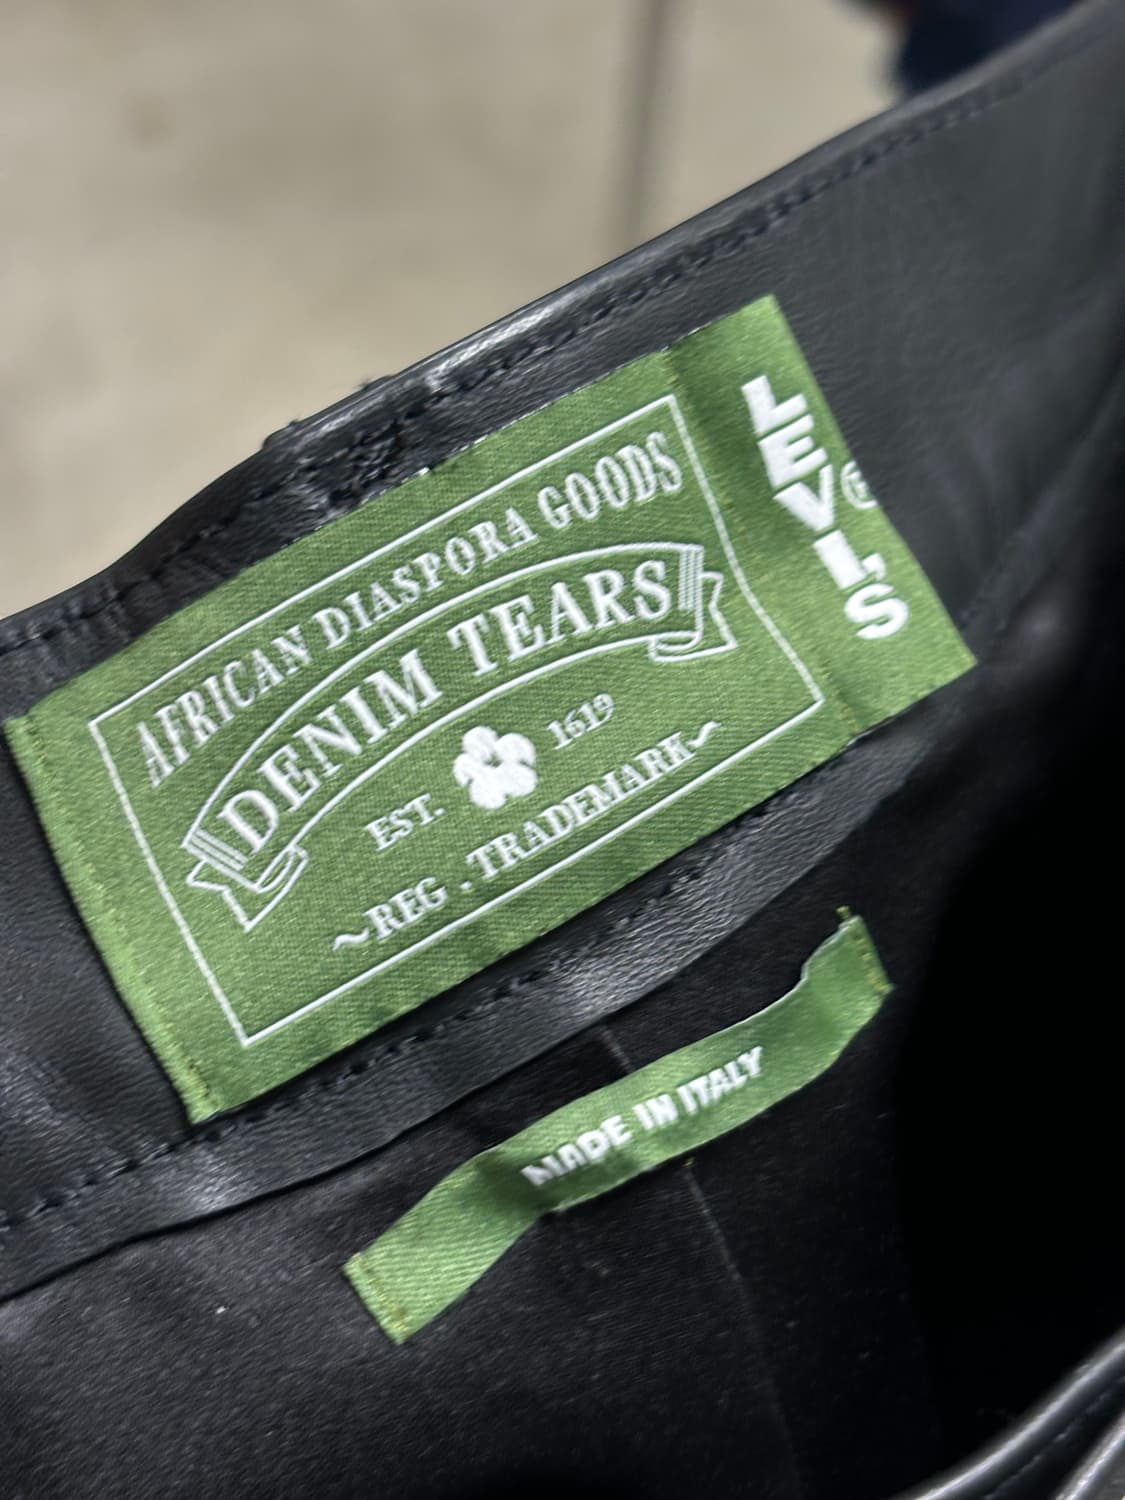 AFRICAN DIASPORA GOODS
DENIM TEARS
EST. 1619
~REG . TRADEMARK~
LEVI'S
®
MADE IN ITALY